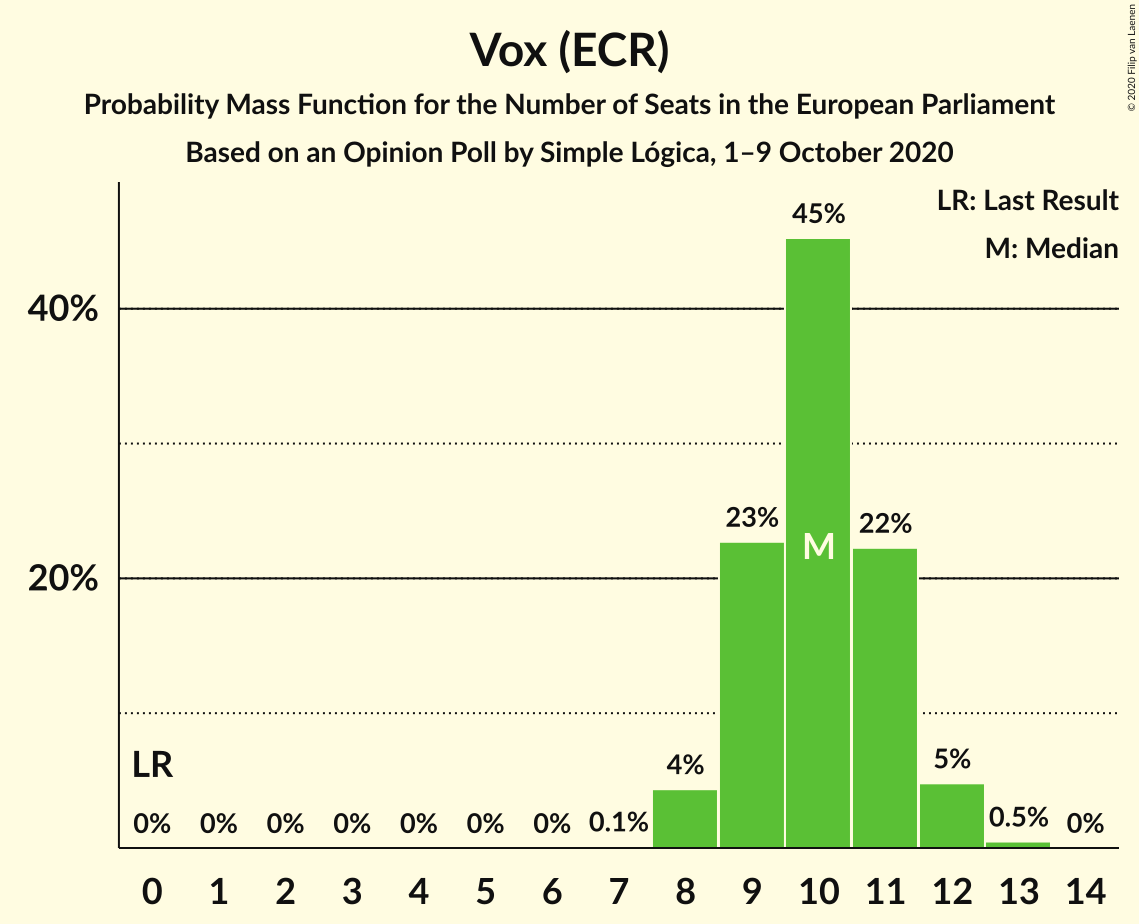 Vox (ECR)
Probability Mass Function for the Number of Seats in the European Parliament
Based on an Opinion Poll by Simple Lógica, 1–9 October 2020
© 2020 Filip van Laenen
LR: Last Result
M: Median
40%
20%
45%
23%
22%
M
LR
4%
5%
0% 0% 0% 0% 0% 0% 0% 0.1% 0.5% 0%
0 1 2 3 4 5 6 7 8 9 10 11 12 13 14